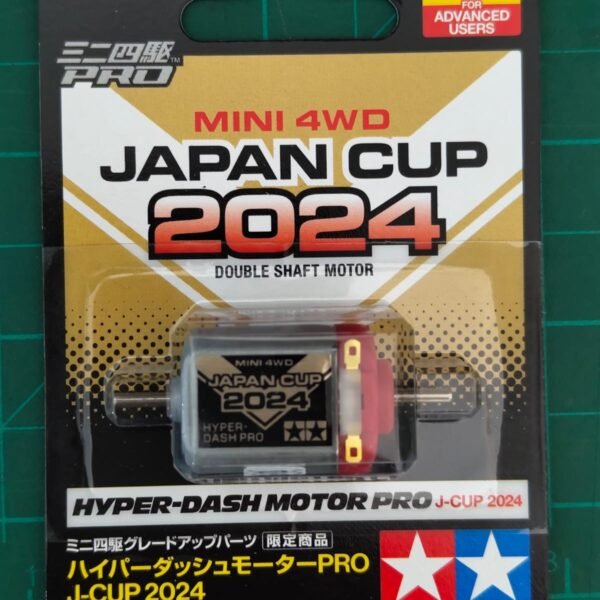 FOR
ADVANCED
USERS
ミニ四駆™
PRO
MINI 4WD
JAPAN CUP
2024
DOUBLE SHAFT MOTOR
MINI 4WD
JAPAN CUP
2024
HYPER-
DASH PRO
HYPER-DASH MOTOR PRO J-CUP 2024
ミニ四駆グレードアップパーツ 限定商品
ハイパーダッシュモーターPRO
J-CUP 2024